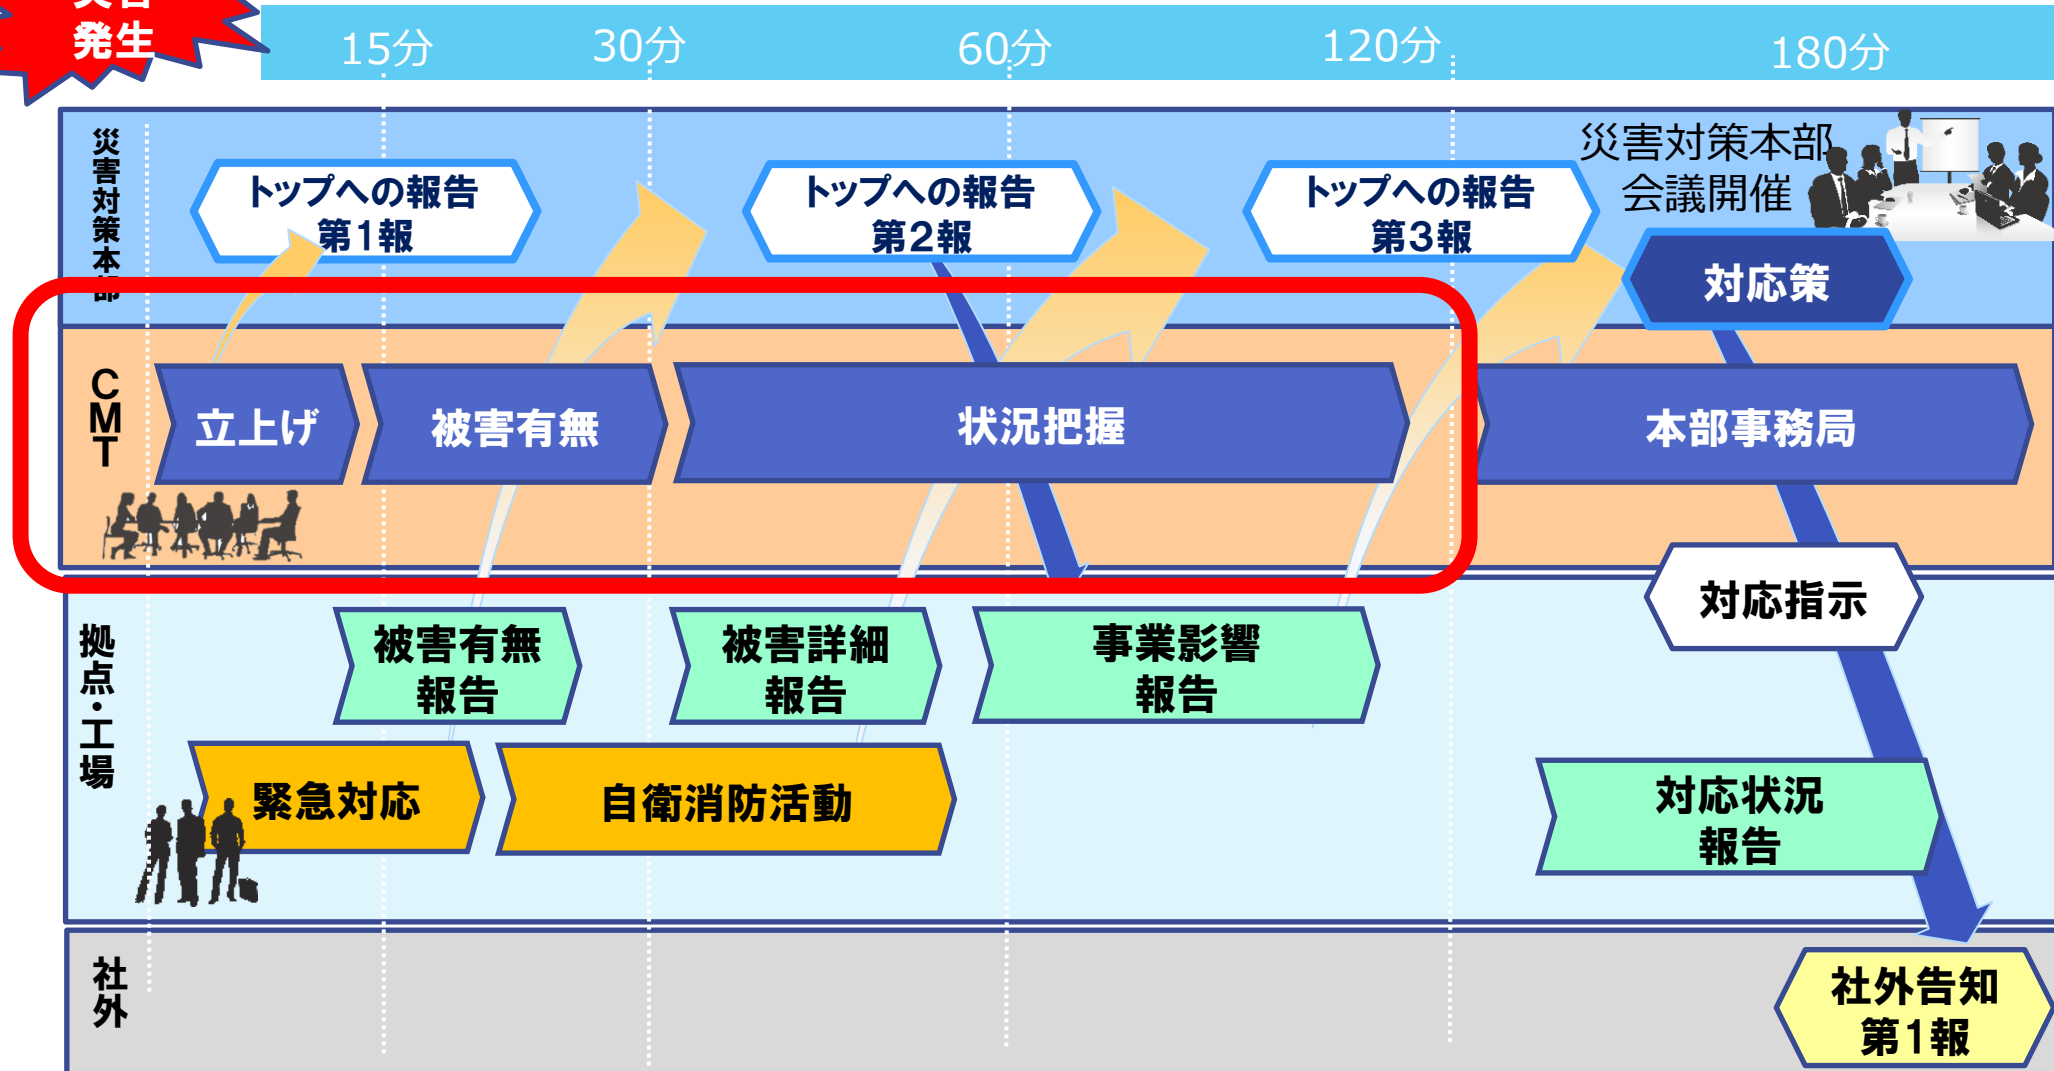 発生
15分
30分
60分
120分
180分
災害対策本部
災害対策本部
会議開催
トップへの報告
第1報
トップへの報告
第2報
トップへの報告
第3報
対応策
CMT
立上げ
被害有無
状況把握
本部事務局
対応指示
拠点・工場
被害有無
報告
被害詳細
報告
事業影響
報告
緊急対応
自衛消防活動
対応状況
報告
社外
社外告知
第1報